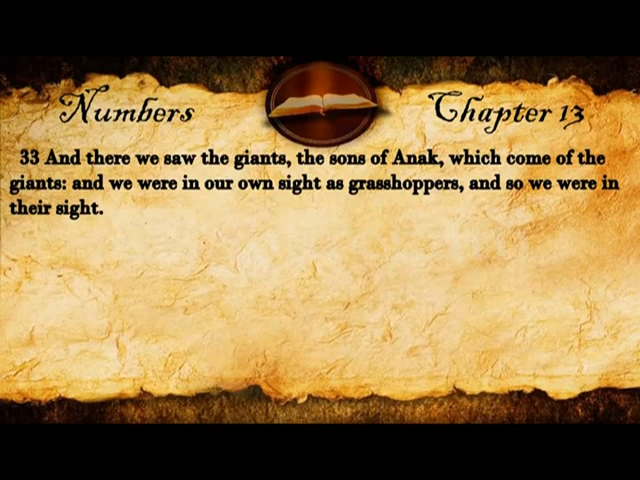 Numbers Chapter 13
33 And there we saw the giants, the sons of Anak, which come of the
giants: and we were in our own sight as grasshoppers, and so we were in
their sight.